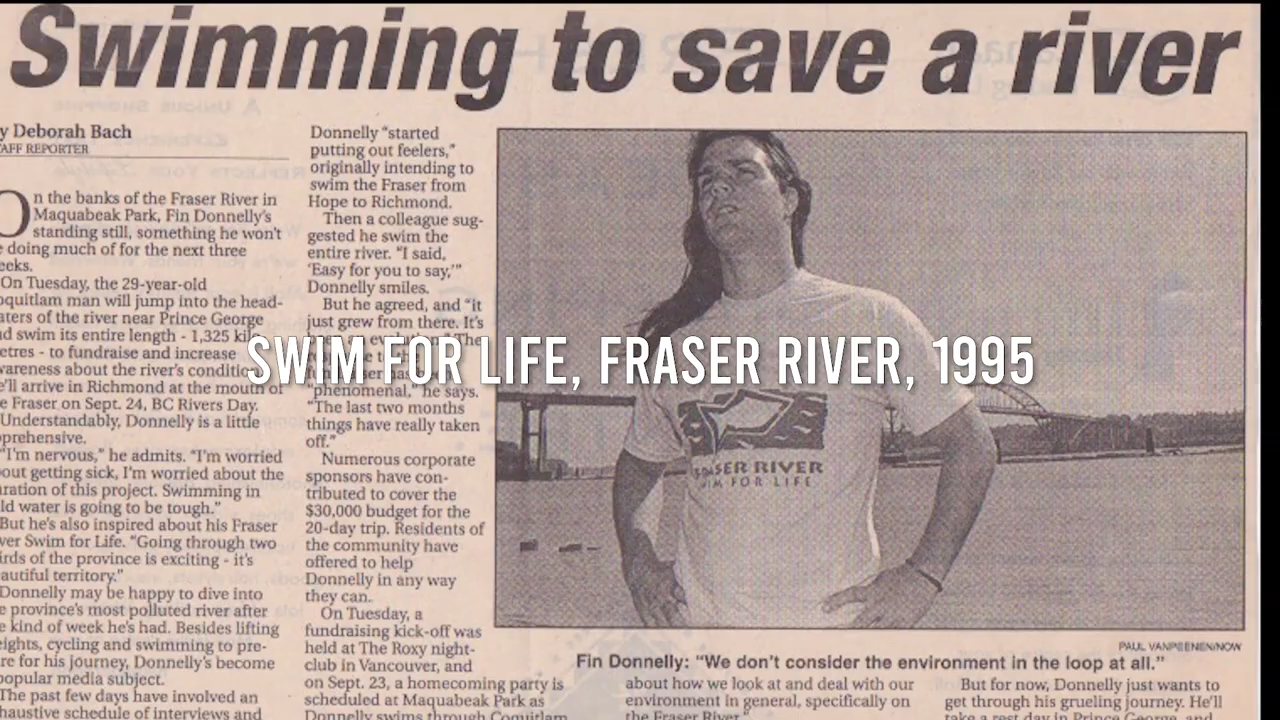 Swimming to save a river
y Deborah Bach
AFF REPORTER
On the banks of the Fraser River in
Maquabeak Park, Fin Donnelly's
standing still, something he won't
e doing much of for the next three
eeks.
On Tuesday, the 29-year-old
oquitlam man will jump into the head-
aters of the river near Prince George
nd swim its entire length - 1,325 kilo
etres - to fundraise and increase
wareness about the river's conditio
e'll arrive in Richmond at the mouth of
e Fraser on Sept. 24, BC Rivers Day.
Understandably, Donnelly is a little
pprehensive.
"I'm nervous," he admits. "I'm worried
out getting sick, I'm worried about the
uration of this project. Swimming in
ld water is going to be tough."
But he's also inspired about his Fraser
ver Swim for Life. "Going through two
irds of the province is exciting - it's
autiful territory."
Donnelly may be happy to dive into
e province's most polluted river after
e kind of week he's had. Besides lifting
eights, cycling and swimming to pre-
re for his journey, Donnelly's become
popular media subject.
The past few days have involved an
haustive schedule of interviews and
Donnelly "started
putting out feelers,"
originally intending to
swim the Fraser from
Hope to Richmond.
Then a colleague sug-
gested he swim the
entire river. "I said,
'Easy for you to say,'"
Donnelly smiles.
But he agreed, and "it
just grew from there. It's
The
"phenomenal," he says.
"The last two months
things have really taken
off."
Numerous corporate
sponsors have con-
tributed to cover the
$30,000 budget for the
20-day trip. Residents of
the community have
offered to help
Donnelly in any way
they can.
On Tuesday, a
fundraising kick-off was
held at The Roxy night-
club in Vancouver, and
on Sept. 23, a homecoming party is
scheduled at Maquabeak Park as
Donnelly swims through Coquitlam
SWIM FOR LIFE, FRASER RIVER, 1995
ASER RIVER
IM FOR LIFE
PAUL VANPEENEN/NOW
Fin Donnelly: "We don't consider the environment in the loop at all."
about how we look at and deal with our
environment in general, specifically on
the Fraser River."
But for now, Donnelly just wants to
get through his grueling journey. He'll
take a rest day in Prince George, and